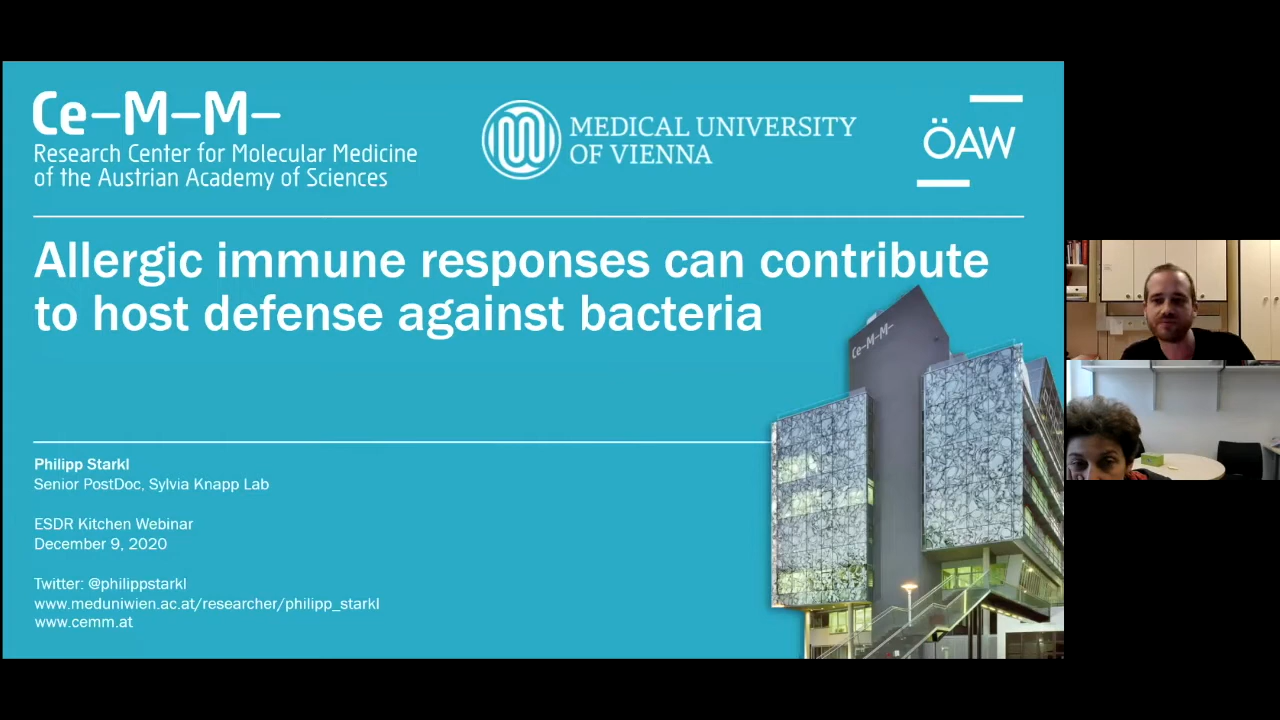 Ce–M–M–
Research Center for Molecular Medicine
of the Austrian Academy of Sciences
MEDICAL UNIVERSITY
OF VIENNA
ÖAW
Allergic immune responses can contribute
to host defense against bacteria
Ce–M–M–
Philipp Starkl
Senior PostDoc, Sylvia Knapp Lab
ESDR Kitchen Webinar
December 9, 2020
Twitter: @philippstarkl
www.meduniwien.ac.at/researcher/philipp_starkl
www.cemm.at